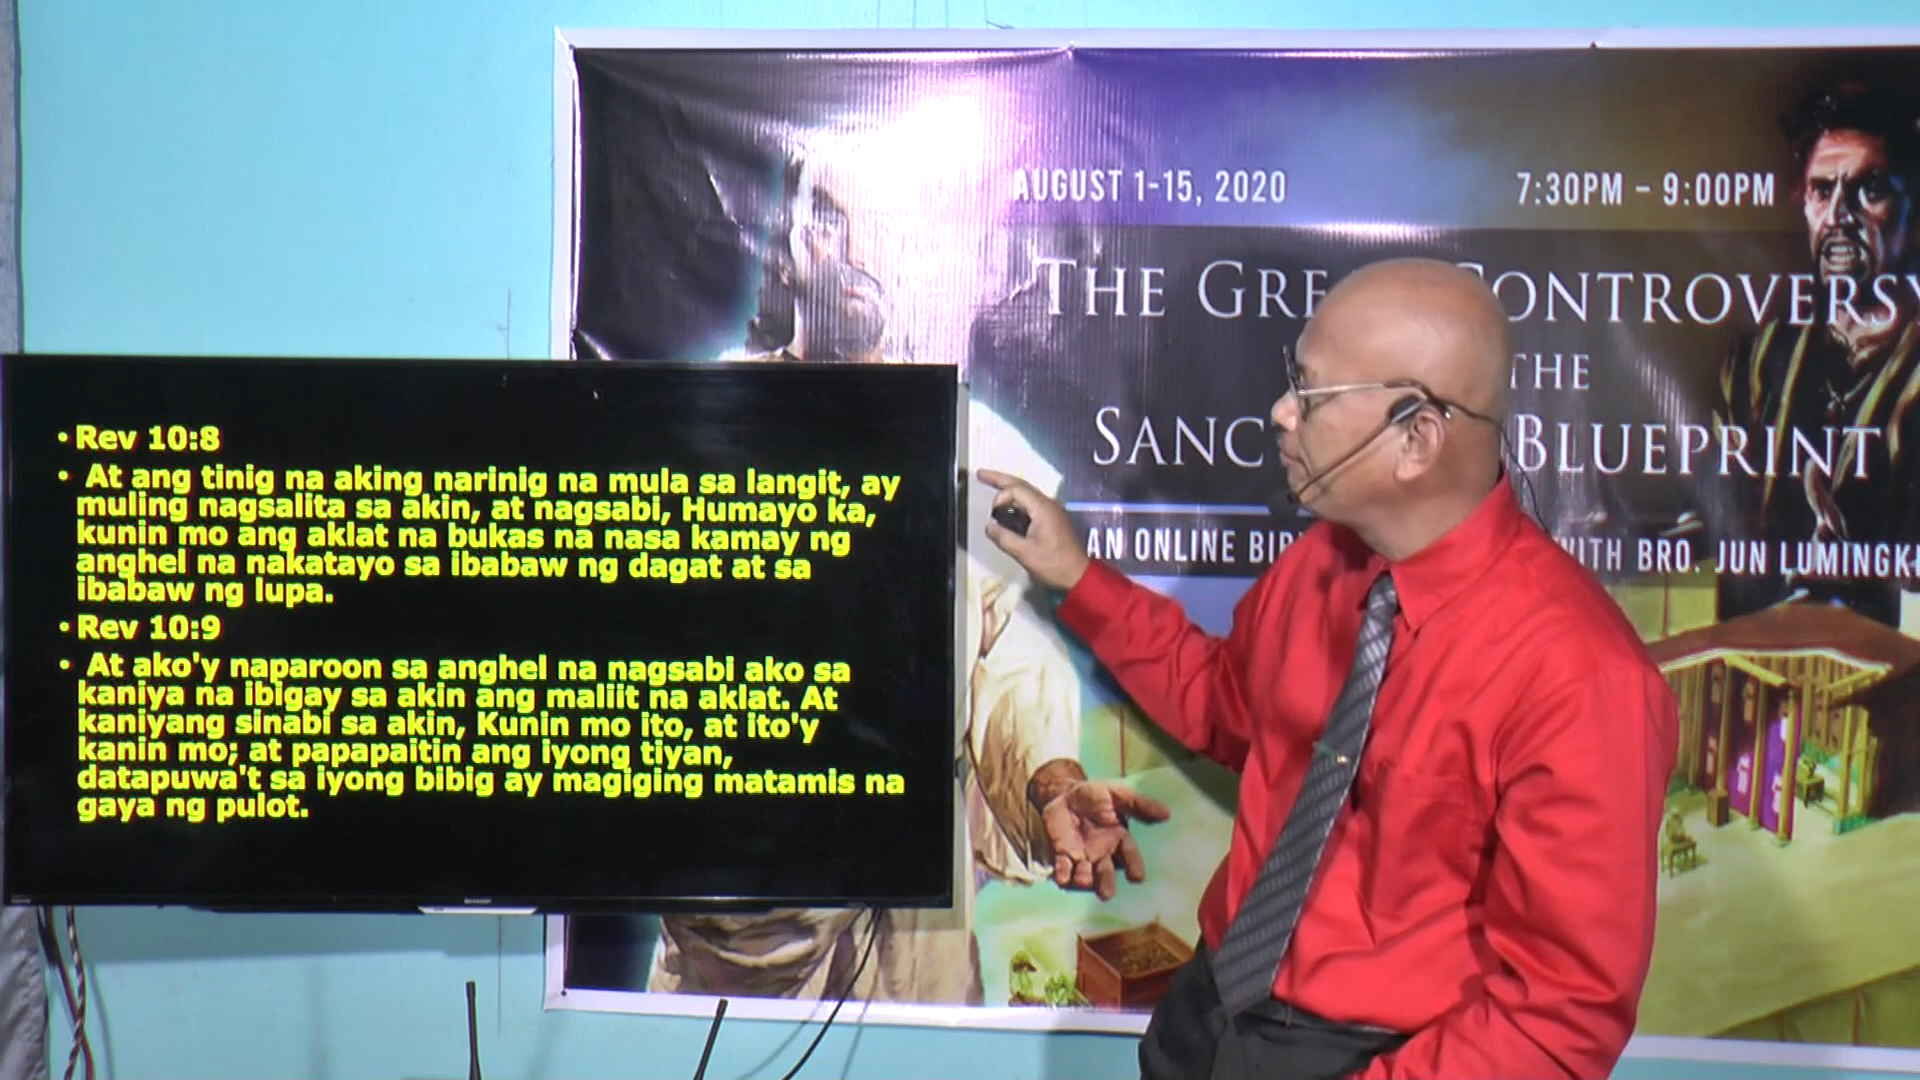 AUGUST 1-15, 2020
7:30PM – 9:00PM
THE GRE CONTROVERSY
THE
SANC BLUEPRINT
AN ONLINE BIB WITH BRO. JUN LUMINGKI
• Rev 10:8
• At ang tinig na aking narinig na mula sa langit, ay
muling nagsalita sa akin, at nagsabi, Humayo ka,
kunin mo ang aklat na bukas na nasa kamay ng
anghel na nakatayo sa ibabaw ng dagat at sa
ibabaw ng lupa.
• Rev 10:9
• At ako'y naparoon sa anghel na nagsabi ako sa
kaniya na ibigay sa akin ang maliit na aklat. At
kaniyang sinabi sa akin, Kunin mo ito, at ito'y
kanin mo; at papapaitin ang iyong tiyan,
datapuwa't sa iyong bibig ay magiging matamis na
gaya ng pulot.